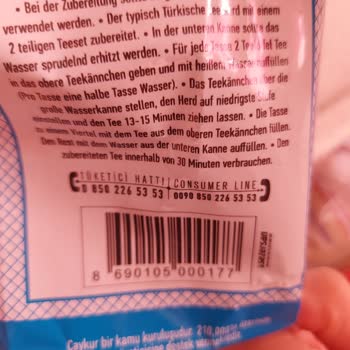 • Bei der Zubereitung
verwendet werden. • Der typisch Türkische Tee wird mit einem
2 teiligen Teeset zubereitet. • In der unteren Kanne sollte das
Wasser sprudelnd erhitzt werden. • Für jede Tasse 2 Teelöffel Tee
in das obere Teekännchen geben und mit heißem Wasser auffüllen
(Pro Tasse eine halbe Tasse Wasser). • Das Teekännchen über die
große Wasserkanne stellen, den Herd auf niedrigste Stufe
einstellen und den Tee 13-15 Minuten ziehen lassen. • Die Tasse
zu einem Viertel mit dem Tee aus dem oberen Teekännchen füllen.
Den Rest mit dem Wasser aus der unteren Kanne auffüllen. • Den
zubereiteten Tee innerhalb von 30 Minuten verbrauchen.
TÜKETİCİ HATTI CONSUMER LINE
0 850 226 53 53 0090 850 226 53 53
8 690105 000177
Çaykur bir kamu kuruluşudur. 210.000